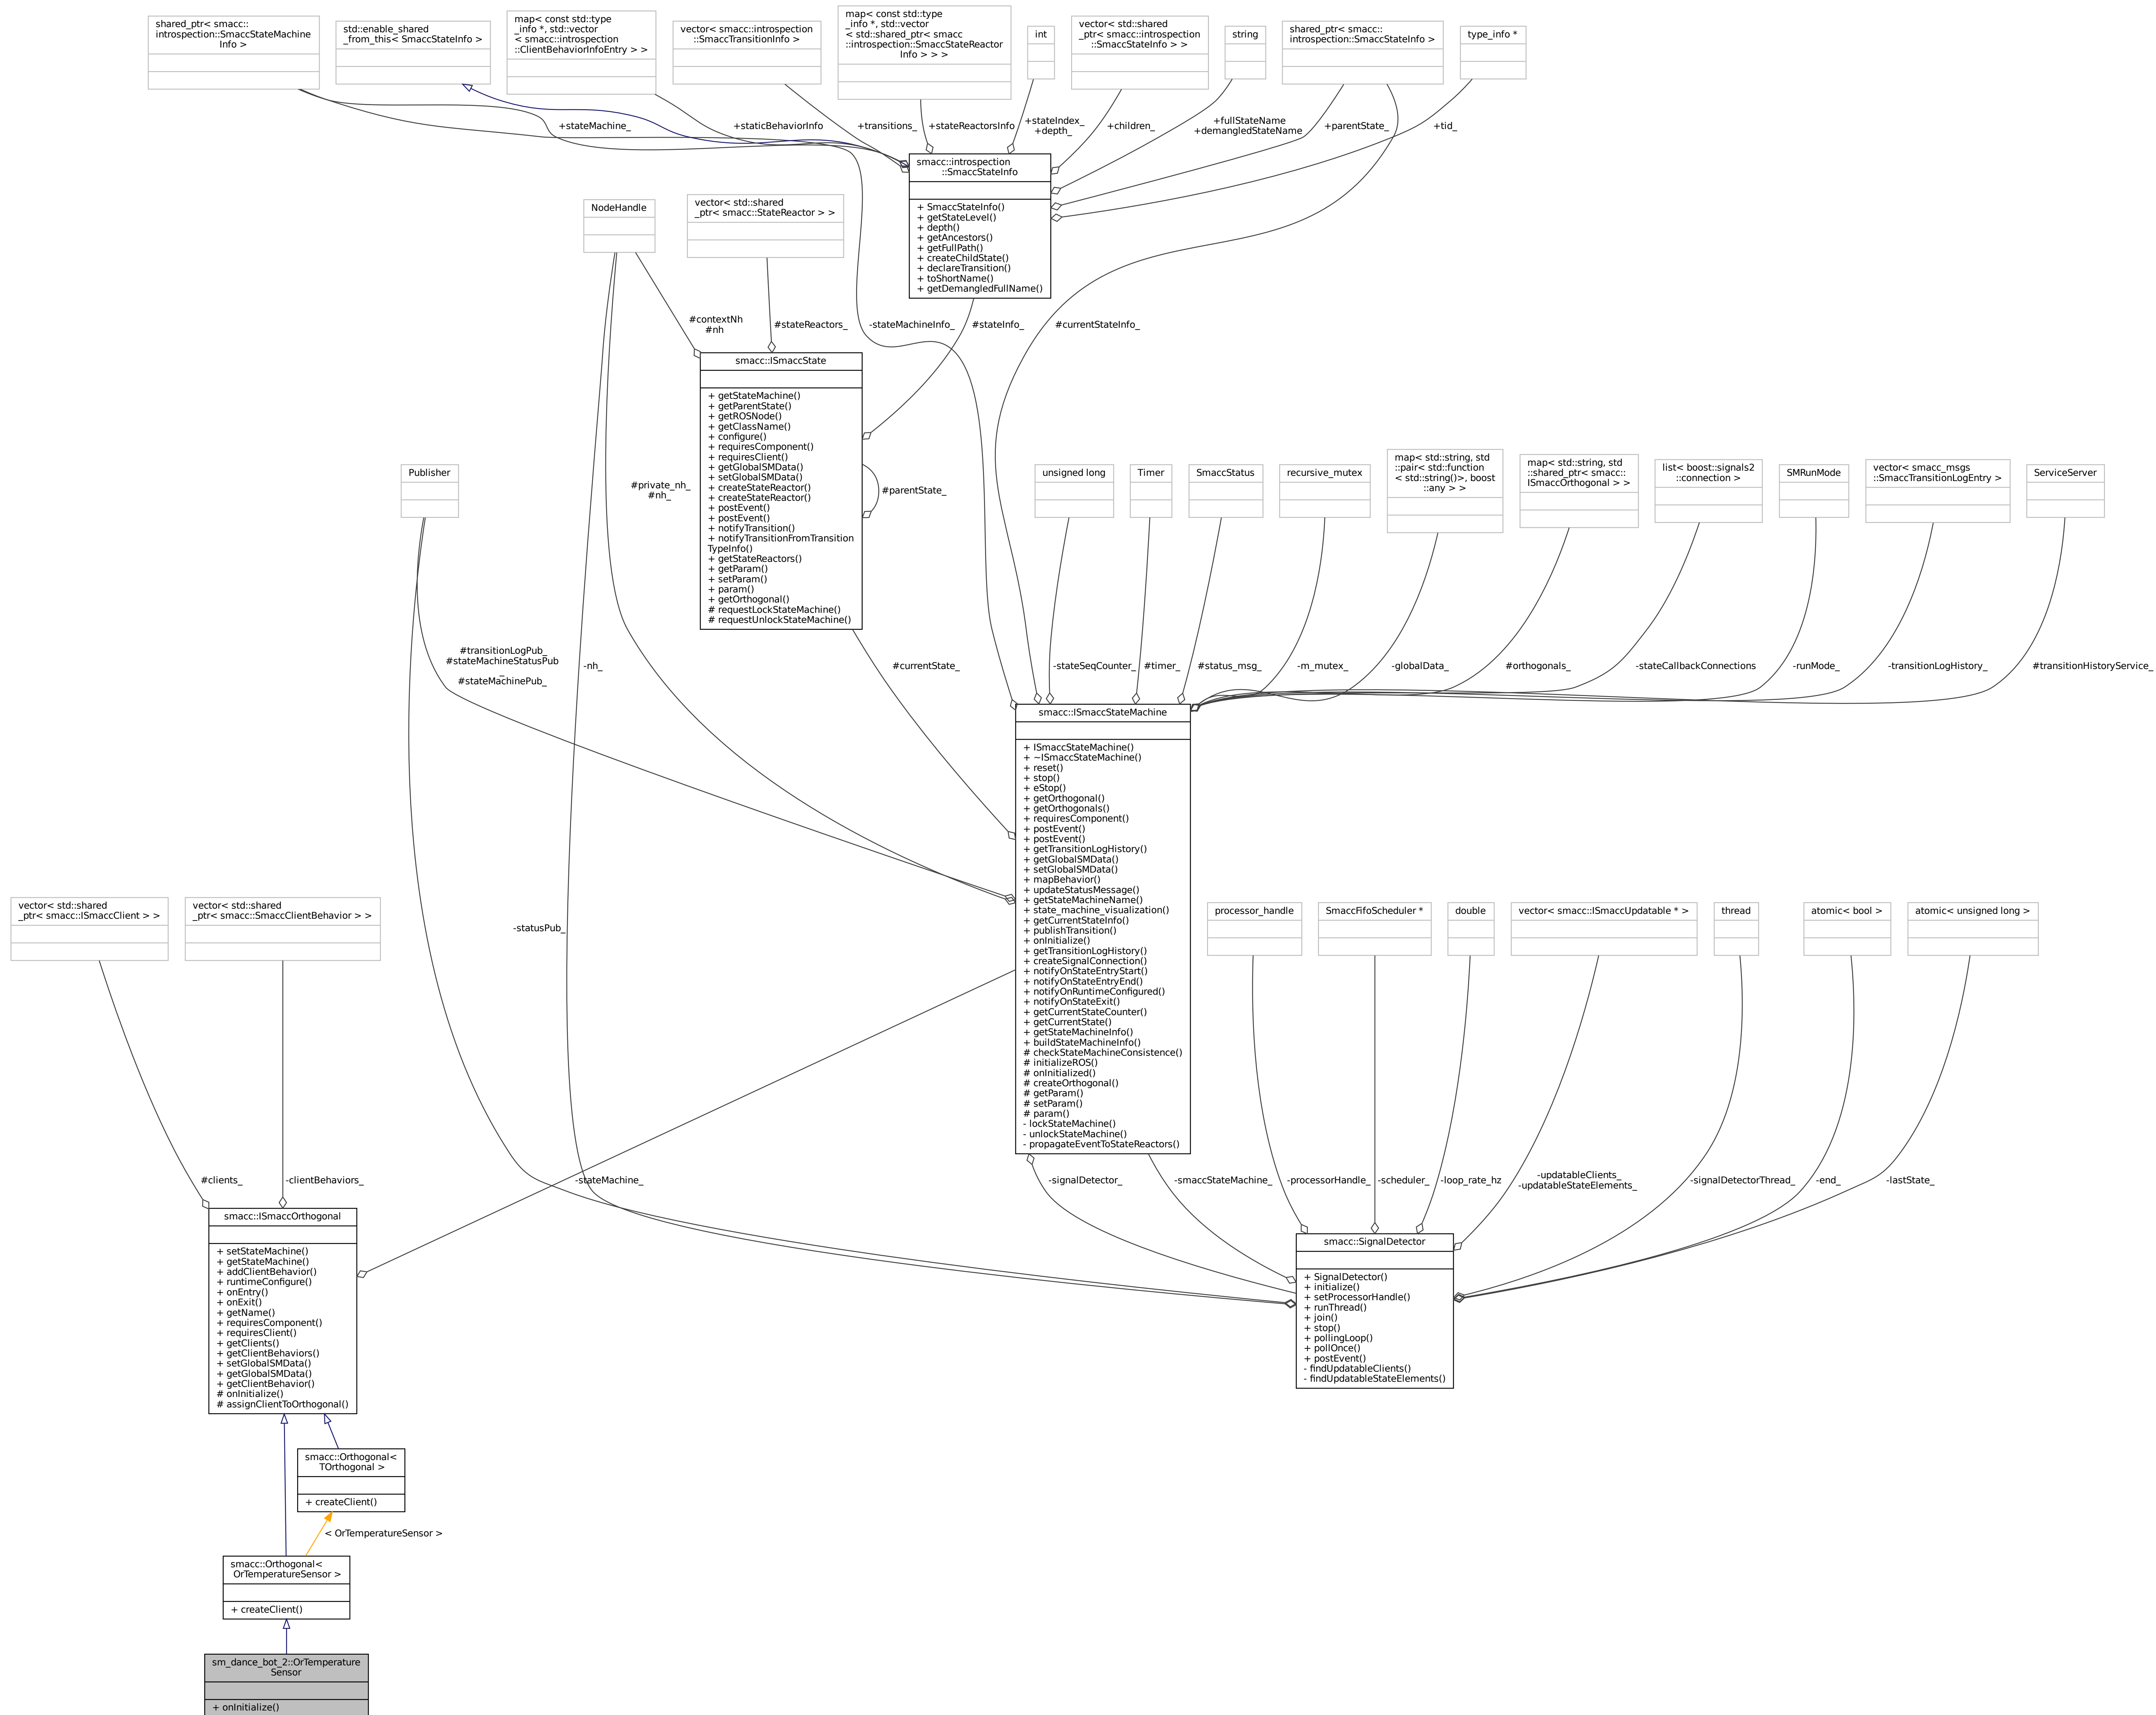 shared_ptr< smacc::
introspection::SmaccStateMachine
Info >
std::enable_shared
_from_this< SmaccStateInfo >
map< const std::type
_info *, std::vector
< smacc::introspection
::ClientBehaviorInfoEntry > >
vector< smacc::introspection
::SmaccTransitionInfo >
map< const std::type
_info *, std::vector
< std::shared_ptr< smacc
::introspection::SmaccStateReactor
Info > > >
int
vector< std::shared
_ptr< smacc::introspection
::SmaccStateInfo > >
string
shared_ptr< smacc::
introspection::SmaccStateInfo >
type_info *
+stateMachine_
+staticBehaviorInfo
+transitions_
+stateReactorsInfo
+stateIndex_
+depth_
+children_
+fullStateName
+demangledStateName
+parentState_
+tid_
smacc::introspection
::SmaccStateInfo
+ SmaccStateInfo()
+ getStateLevel()
+ depth()
+ getAncestors()
+ getFullPath()
+ createChildState()
+ declareTransition()
+ toShortName()
+ getDemangledFullName()
NodeHandle
vector< std::shared
_ptr< smacc::StateReactor > >
#contextNh
#nh
#stateReactors_
-stateMachineInfo_
#stateInfo_
#currentStateInfo_
smacc::ISmaccState
+ getStateMachine()
+ getParentState()
+ getROSNode()
+ getClassName()
+ configure()
+ requiresComponent()
+ requiresClient()
+ getGlobalSMData()
+ setGlobalSMData()
+ createStateReactor()
+ createStateReactor()
+ postEvent()
+ postEvent()
+ notifyTransition()
+ notifyTransitionFromTransition
TypeInfo()
+ getStateReactors()
+ getParam()
+ setParam()
+ param()
+ getOrthogonal()
# requestLockStateMachine()
# requestUnlockStateMachine()
#parentState_
Publisher
#private_nh_
#nh_
unsigned long
Timer
SmaccStatus
recursive_mutex
map< std::string, std
::pair< std::function
< std::string()>, boost
::any > >
map< std::string, std
::shared_ptr< smacc::
ISmaccOrthogonal > >
list< boost::signals2
::connection >
SMRunMode
vector< smacc_msgs
::SmaccTransitionLogEntry >
ServiceServer
#transitionLogPub_
#stateMachineStatusPub
_
#stateMachinePub_
-nh_
#currentState_
-stateSeqCounter_
#timer_
#status_msg_
-m_mutex_
-globalData_
#orthogonals_
-stateCallbackConnections
-runMode_
-transitionLogHistory_
#transitionHistoryService_
smacc::ISmaccStateMachine
+ ISmaccStateMachine()
+ ~ISmaccStateMachine()
+ reset()
+ stop()
+ eStop()
+ getOrthogonal()
+ getOrthogonals()
+ requiresComponent()
+ postEvent()
+ postEvent()
+ getTransitionLogHistory()
+ getGlobalSMData()
+ setGlobalSMData()
+ mapBehavior()
+ updateStatusMessage()
+ getStateMachineName()
+ state_machine_visualization()
+ getCurrentStateInfo()
+ publishTransition()
+ onInitialize()
+ getTransitionLogHistory()
+ createSignalConnection()
+ notifyOnStateEntryStart()
+ notifyOnStateEntryEnd()
+ notifyOnRuntimeConfigured()
+ notifyOnStateExit()
+ getCurrentStateCounter()
+ getCurrentState()
+ getStateMachineInfo()
+ buildStateMachineInfo()
# checkStateMachineConsistence()
# initializeROS()
# onInitialized()
# createOrthogonal()
# getParam()
# setParam()
# param()
- lockStateMachine()
- unlockStateMachine()
- propagateEventToStateReactors()
vector< std::shared
_ptr< smacc::ISmaccClient > >
vector< std::shared
_ptr< smacc::SmaccClientBehavior > >
-statusPub_
processor_handle
SmaccFifoScheduler *
double
vector< smacc::ISmaccUpdatable * >
thread
atomic< bool >
atomic< unsigned long >
#clients_
-clientBehaviors_
-stateMachine_
-signalDetector_
-smaccStateMachine_
-processorHandle_
-scheduler_
-loop_rate_hz
-updatableClients_
-updatableStateElements_
-signalDetectorThread_
-end_
-lastState_
smacc::ISmaccOrthogonal
+ setStateMachine()
+ getStateMachine()
+ addClientBehavior()
+ runtimeConfigure()
+ onEntry()
+ onExit()
+ getName()
+ requiresComponent()
+ requiresClient()
+ getClients()
+ getClientBehaviors()
+ setGlobalSMData()
+ getGlobalSMData()
+ getClientBehavior()
# onInitialize()
# assignClientToOrthogonal()
smacc::SignalDetector
+ SignalDetector()
+ initialize()
+ setProcessorHandle()
+ runThread()
+ join()
+ stop()
+ pollingLoop()
+ pollOnce()
+ postEvent()
- findUpdatableClients()
- findUpdatableStateElements()
smacc::Orthogonal<
TOrthogonal >
+ createClient()
< OrTemperatureSensor >
smacc::Orthogonal<
OrTemperatureSensor >
+ createClient()
sm_dance_bot_2::OrTemperature
Sensor
+ onInitialize()